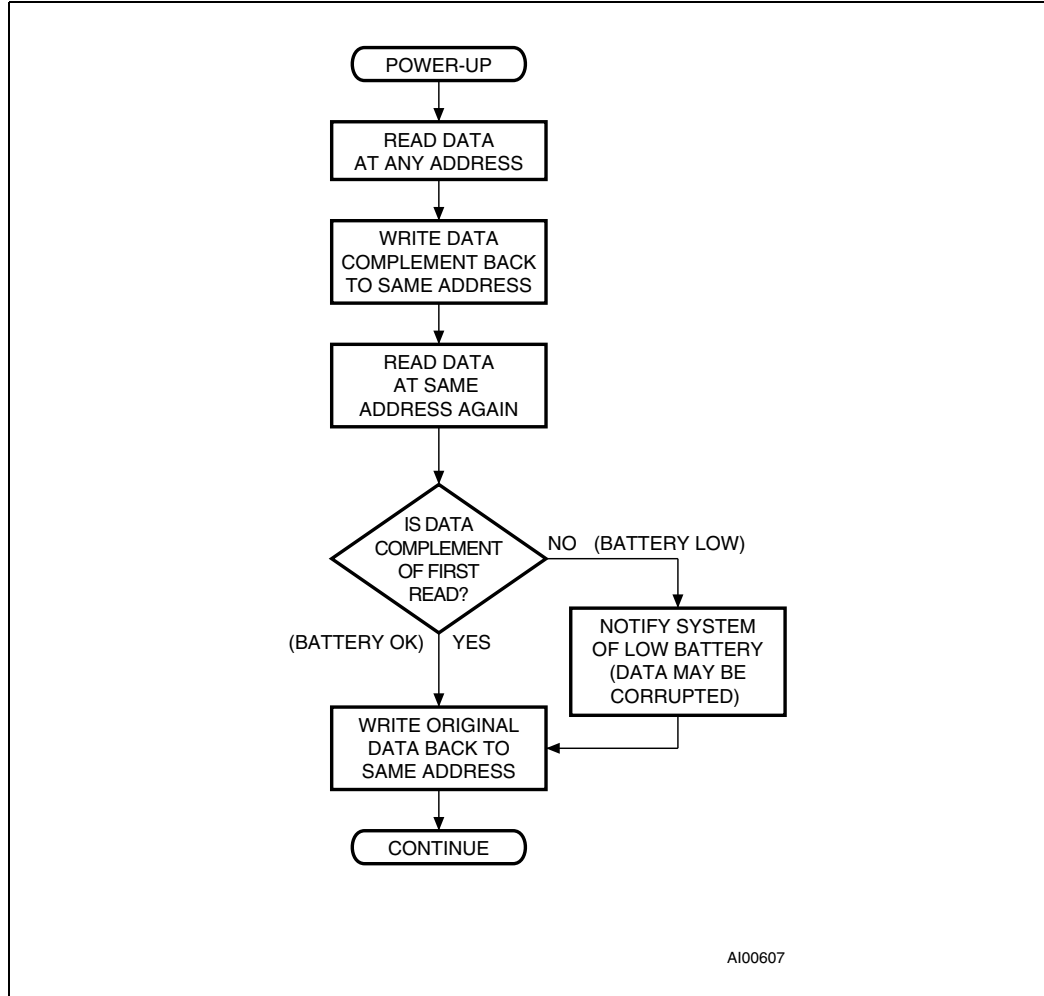 POWER-UP
READ DATA
AT ANY ADDRESS
WRITE DATA
COMPLEMENT BACK
TO SAME ADDRESS
READ DATA
AT SAME
ADDRESS AGAIN
IS DATA
COMPLEMENT
OF FIRST
READ?
NO (BATTERY LOW)
NOTIFY SYSTEM
OF LOW BATTERY
(DATA MAY BE
CORRUPTED)
(BATTERY OK) YES
WRITE ORIGINAL
DATA BACK TO
SAME ADDRESS
CONTINUE
AI00607